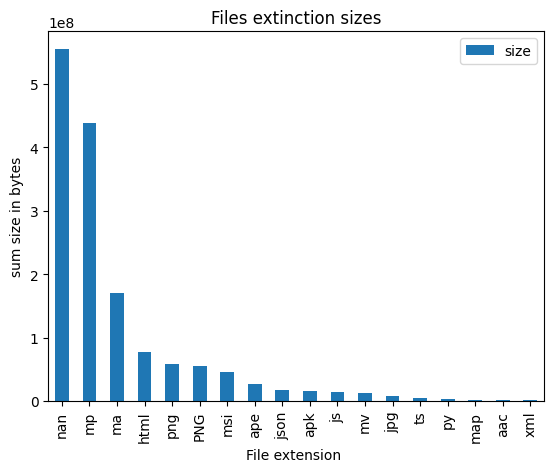 Files extinction sizes
1e8
size
5
4
3
2
1
0
sum size in bytes
nan
mp
ma
html
png
PNG
msi
ape
json
apk
js
mv
jpg
ts
py
map
aac
xml
File extension